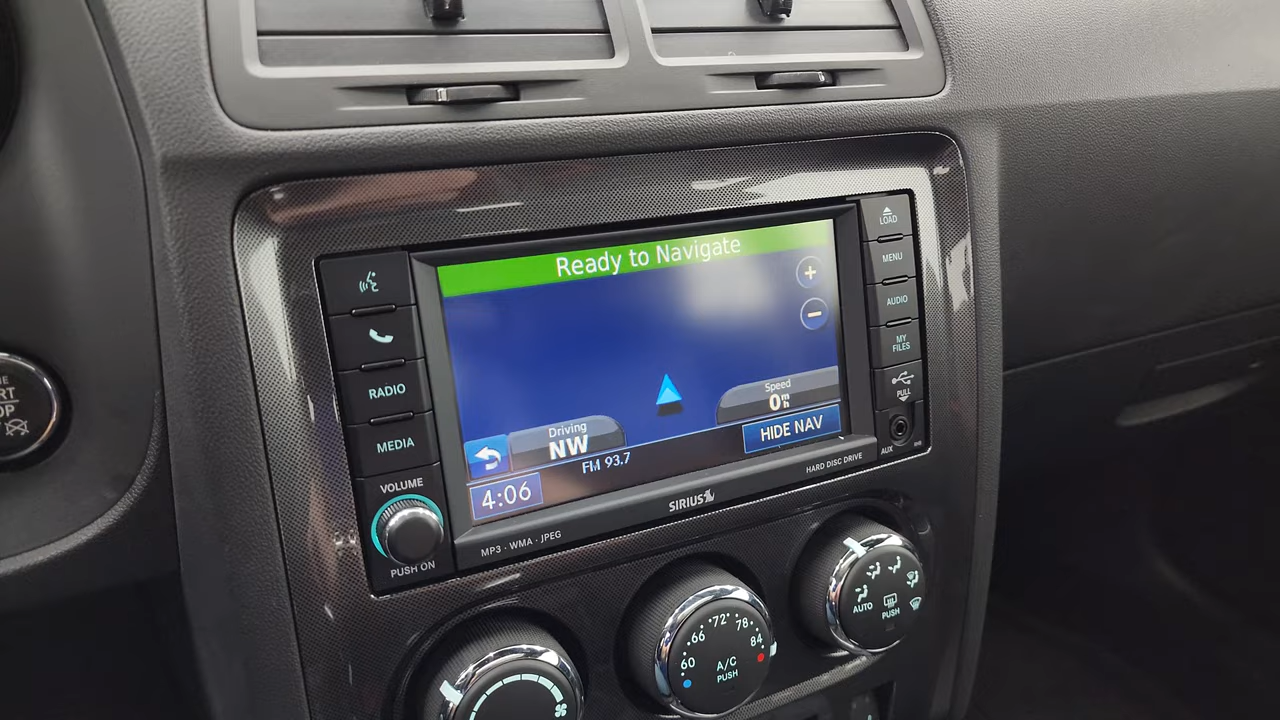 Ready to Navigate
+
−
Speed
0 mh
Driving
NW
HIDE NAV
FM 93.7
4:06
RADIO
MEDIA
VOLUME
PUSH ON
LOAD
MENU
AUDIO
MY
FILES
PULL
AUX
HARD DISC DRIVE
SIRIUS
MP3 · WMA · JPEG
60 66 72° 78 84
A/C
PUSH
AUTO
PUSH